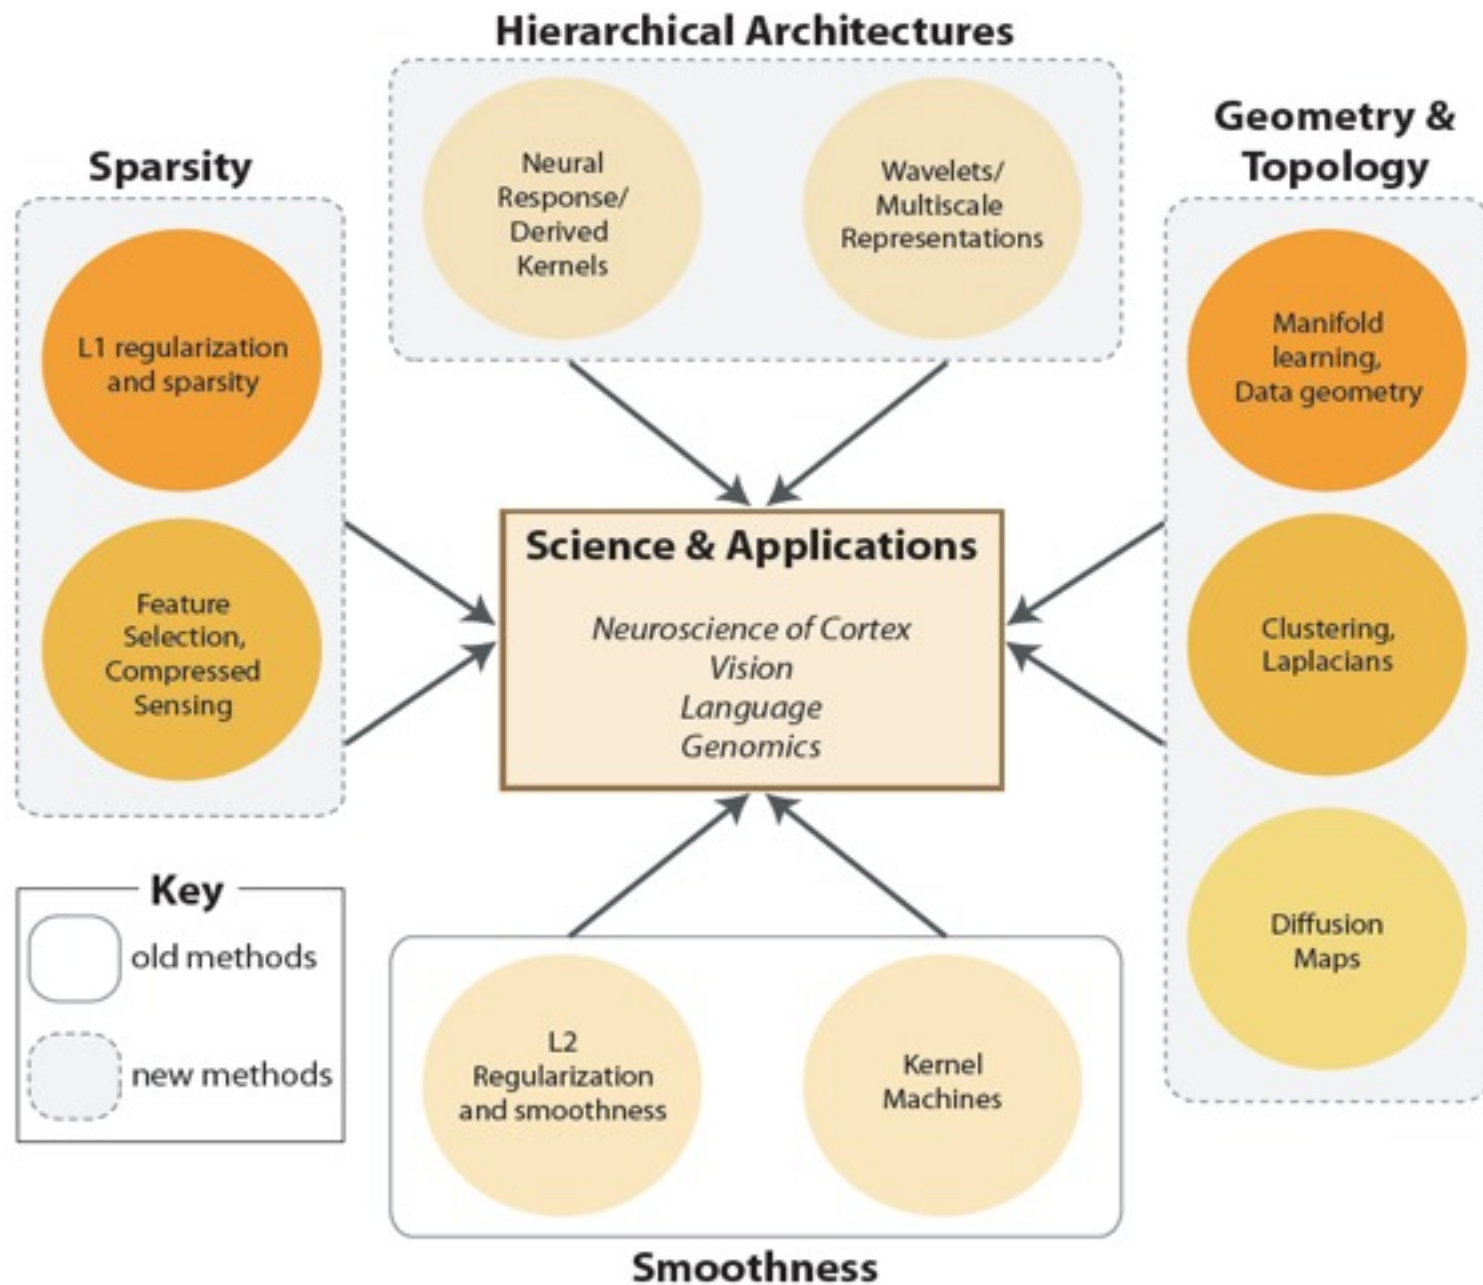 Hierarchical Architectures
Neural
Response/
Derived
Kernels
Wavelets/
Multiscale
Representations
Sparsity
L1 regularization
and sparsity
Feature
Selection,
Compressed
Sensing
Geometry &
Topology
Manifold
learning,
Data geometry
Clustering,
Laplacians
Diffusion
Maps
Science & Applications
Neuroscience of Cortex
Vision
Language
Genomics
Key
old methods
new methods
L2
Regularization
and smoothness
Kernel
Machines
Smoothness